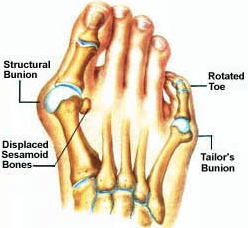 Structural
Bunion
Rotated
Toe
Displaced
Sesamoid
Bones
Tailor's
Bunion